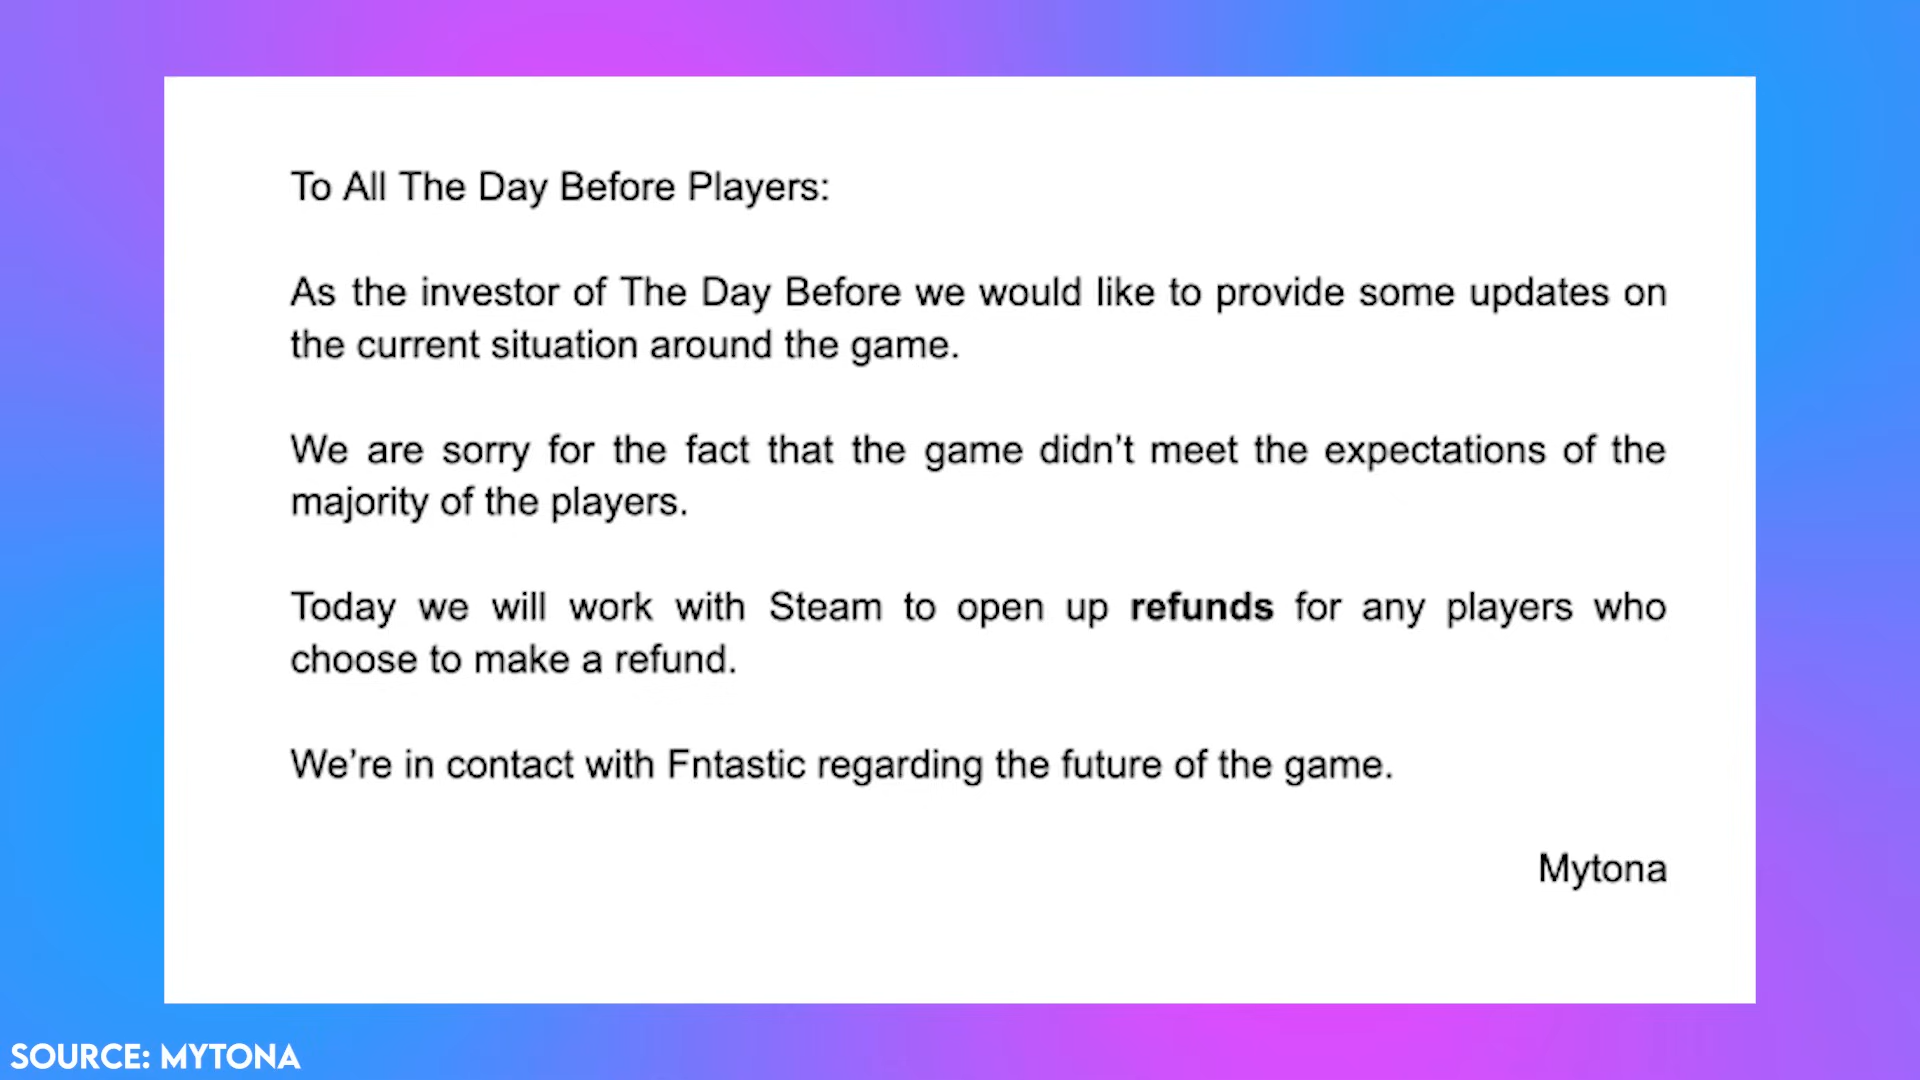 To All The Day Before Players:
As the investor of The Day Before we would like to provide some updates on
the current situation around the game.
We are sorry for the fact that the game didn’t meet the expectations of the
majority of the players.
Today we will work with Steam to open up refunds for any players who
choose to make a refund.
We’re in contact with Fntastic regarding the future of the game.
Mytona
SOURCE: MYTONA